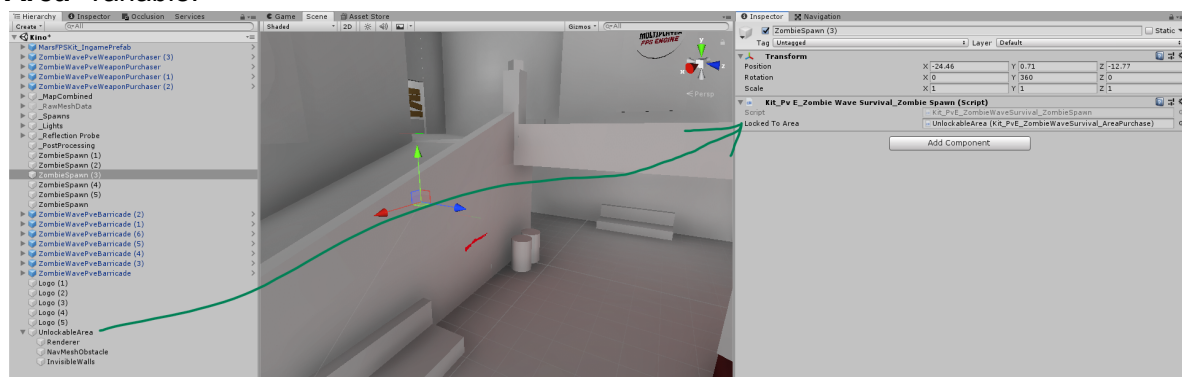 Area variable.
Hierarchy Inspector Occlusion Services
Create All
Kino*
MarsFPSKit_IngamePrefab
ZombieWavePveWeaponPurchaser (3)
ZombieWavePveWeaponPurchaser
ZombieWavePveWeaponPurchaser (1)
ZombieWavePveWeaponPurchaser (2)
_MapCombined
_RawMeshData
_Spawns
_Lights
_Reflection Probe
_PostProcessing
ZombieSpawn (1)
ZombieSpawn (2)
ZombieSpawn (3)
ZombieSpawn (4)
ZombieSpawn (5)
ZombieSpawn
ZombieWavePveBarricade (2)
ZombieWavePveBarricade (1)
ZombieWavePveBarricade (6)
ZombieWavePveBarricade (5)
ZombieWavePveBarricade (4)
ZombieWavePveBarricade (3)
ZombieWavePveBarricade
Logo (1)
Logo (2)
Logo (3)
Logo (4)
Logo (5)
UnlockableArea
Renderer
NavMeshObstacle
InvisibleWalls
Game Scene Asset Store
Shaded 2D Gizmos All
MULTIPLAYER
FPS ENGINE
y
x z
Persp
Inspector Navigation
ZombieSpawn (3) Static
Tag Untagged Layer Default
Transform
Position X -24.46 Y 0.71 Z -12.77
Rotation X 0 Y 360 Z 0
Scale X 1 Y 1 Z 1
Kit_Pv E_Zombie Wave Survival_Zombie Spawn (Script)
Script Kit_PvE_ZombieWaveSurvival_ZombieSpawn
Locked To Area UnlockableArea (Kit_PvE_ZombieWaveSurvival_AreaPurchase)
Add Component